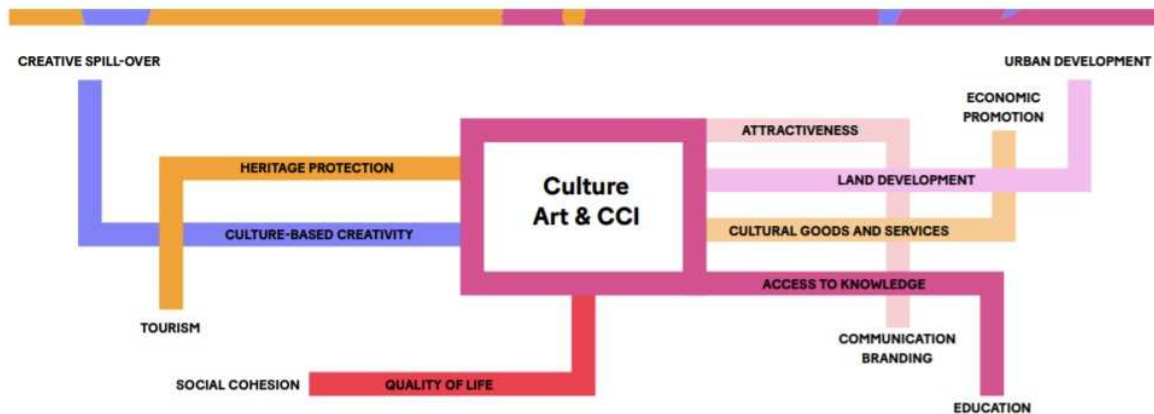 CREATIVE SPILL-OVER
URBAN DEVELOPMENT
ECONOMIC
PROMOTION
ATTRACTIVENESS
HERITAGE PROTECTION
LAND DEVELOPMENT
Culture
Art & CCI
CULTURE-BASED CREATIVITY
CULTURAL GOODS AND SERVICES
ACCESS TO KNOWLEDGE
TOURISM
COMMUNICATION
BRANDING
SOCIAL COHESION
QUALITY OF LIFE
EDUCATION